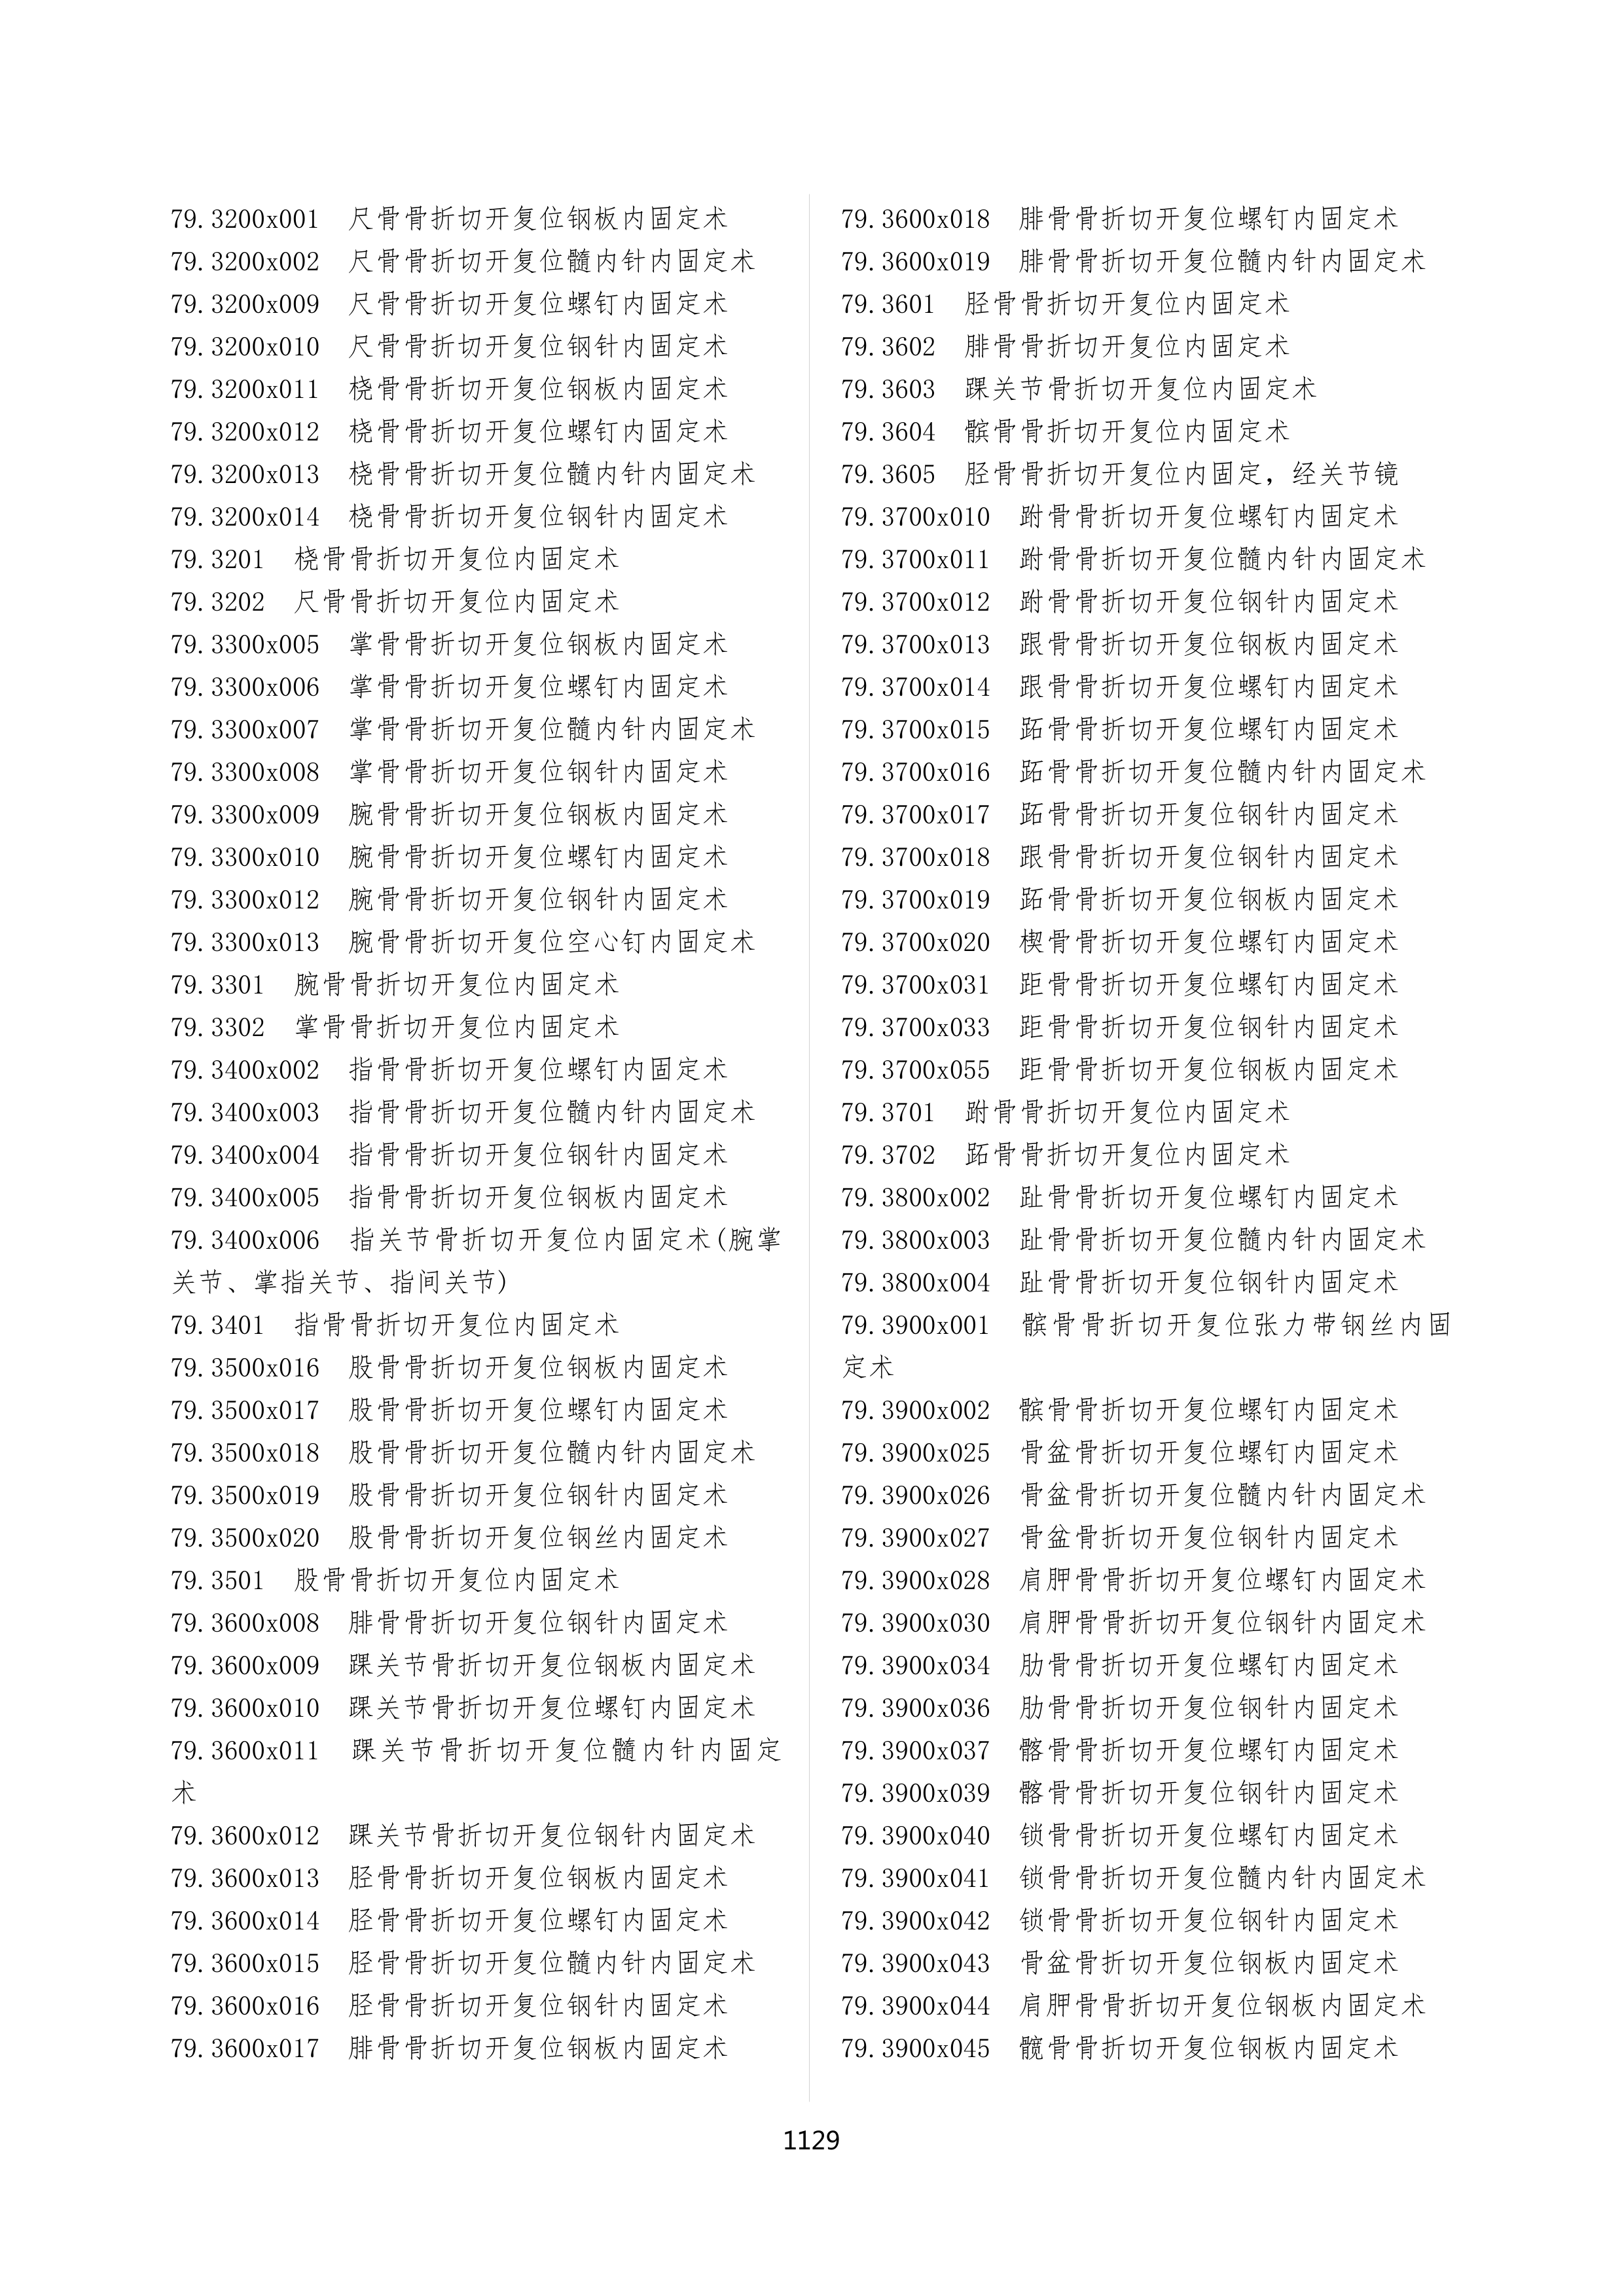 79.3200x001 尺骨骨折切开复位钢板内固定术
79.3200x002 尺骨骨折切开复位髓内针内固定术
79.3200x009 尺骨骨折切开复位螺钉内固定术
79.3200x010 尺骨骨折切开复位钢针内固定术
79.3200x011 桡骨骨折切开复位钢板内固定术
79.3200x012 桡骨骨折切开复位螺钉内固定术
79.3200x013 桡骨骨折切开复位髓内针内固定术
79.3200x014 桡骨骨折切开复位钢针内固定术
79.3201 桡骨骨折切开复位内固定术
79.3202 尺骨骨折切开复位内固定术
79.3300x005 掌骨骨折切开复位钢板内固定术
79.3300x006 掌骨骨折切开复位螺钉内固定术
79.3300x007 掌骨骨折切开复位髓内针内固定术
79.3300x008 掌骨骨折切开复位钢针内固定术
79.3300x009 腕骨骨折切开复位钢板内固定术
79.3300x010 腕骨骨折切开复位螺钉内固定术
79.3300x012 腕骨骨折切开复位钢针内固定术
79.3300x013 腕骨骨折切开复位空心钉内固定术
79.3301 腕骨骨折切开复位内固定术
79.3302 掌骨骨折切开复位内固定术
79.3400x002 指骨骨折切开复位螺钉内固定术
79.3400x003 指骨骨折切开复位髓内针内固定术
79.3400x004 指骨骨折切开复位钢针内固定术
79.3400x005 指骨骨折切开复位钢板内固定术
79.3400x006 指关节骨折切开复位内固定术(腕掌
关节、掌指关节、指间关节)
79.3401 指骨骨折切开复位内固定术
79.3500x016 股骨骨折切开复位钢板内固定术
79.3500x017 股骨骨折切开复位螺钉内固定术
79.3500x018 股骨骨折切开复位髓内针内固定术
79.3500x019 股骨骨折切开复位钢针内固定术
79.3500x020 股骨骨折切开复位钢丝内固定术
79.3501 股骨骨折切开复位内固定术
79.3600x008 腓骨骨折切开复位钢针内固定术
79.3600x009 踝关节骨折切开复位钢板内固定术
79.3600x010 踝关节骨折切开复位螺钉内固定术
79.3600x011 踝关节骨折切开复位髓内针内固定
术
79.3600x012 踝关节骨折切开复位钢针内固定术
79.3600x013 胫骨骨折切开复位钢板内固定术
79.3600x014 胫骨骨折切开复位螺钉内固定术
79.3600x015 胫骨骨折切开复位髓内针内固定术
79.3600x016 胫骨骨折切开复位钢针内固定术
79.3600x017 腓骨骨折切开复位钢板内固定术
79.3600x018 腓骨骨折切开复位螺钉内固定术
79.3600x019 腓骨骨折切开复位髓内针内固定术
79.3601 胫骨骨折切开复位内固定术
79.3602 腓骨骨折切开复位内固定术
79.3603 踝关节骨折切开复位内固定术
79.3604 髌骨骨折切开复位内固定术
79.3605 胫骨骨折切开复位内固定，经关节镜
79.3700x010 跗骨骨折切开复位螺钉内固定术
79.3700x011 跗骨骨折切开复位髓内针内固定术
79.3700x012 跗骨骨折切开复位钢针内固定术
79.3700x013 跟骨骨折切开复位钢板内固定术
79.3700x014 跟骨骨折切开复位螺钉内固定术
79.3700x015 跖骨骨折切开复位螺钉内固定术
79.3700x016 跖骨骨折切开复位髓内针内固定术
79.3700x017 跖骨骨折切开复位钢针内固定术
79.3700x018 跟骨骨折切开复位钢针内固定术
79.3700x019 跖骨骨折切开复位钢板内固定术
79.3700x020 楔骨骨折切开复位螺钉内固定术
79.3700x031 距骨骨折切开复位螺钉内固定术
79.3700x033 距骨骨折切开复位钢针内固定术
79.3700x055 距骨骨折切开复位钢板内固定术
79.3701 跗骨骨折切开复位内固定术
79.3702 跖骨骨折切开复位内固定术
79.3800x002 趾骨骨折切开复位螺钉内固定术
79.3800x003 趾骨骨折切开复位髓内针内固定术
79.3800x004 趾骨骨折切开复位钢针内固定术
79.3900x001 髌骨骨折切开复位张力带钢丝内固
定术
79.3900x002 髌骨骨折切开复位螺钉内固定术
79.3900x025 骨盆骨折切开复位螺钉内固定术
79.3900x026 骨盆骨折切开复位髓内针内固定术
79.3900x027 骨盆骨折切开复位钢针内固定术
79.3900x028 肩胛骨骨折切开复位螺钉内固定术
79.3900x030 肩胛骨骨折切开复位钢针内固定术
79.3900x034 肋骨骨折切开复位螺钉内固定术
79.3900x036 肋骨骨折切开复位钢针内固定术
79.3900x037 髂骨骨折切开复位螺钉内固定术
79.3900x039 髂骨骨折切开复位钢针内固定术
79.3900x040 锁骨骨折切开复位螺钉内固定术
79.3900x041 锁骨骨折切开复位髓内针内固定术
79.3900x042 锁骨骨折切开复位钢针内固定术
79.3900x043 骨盆骨折切开复位钢板内固定术
79.3900x044 肩胛骨骨折切开复位钢板内固定术
79.3900x045 髋骨骨折切开复位钢板内固定术
1129